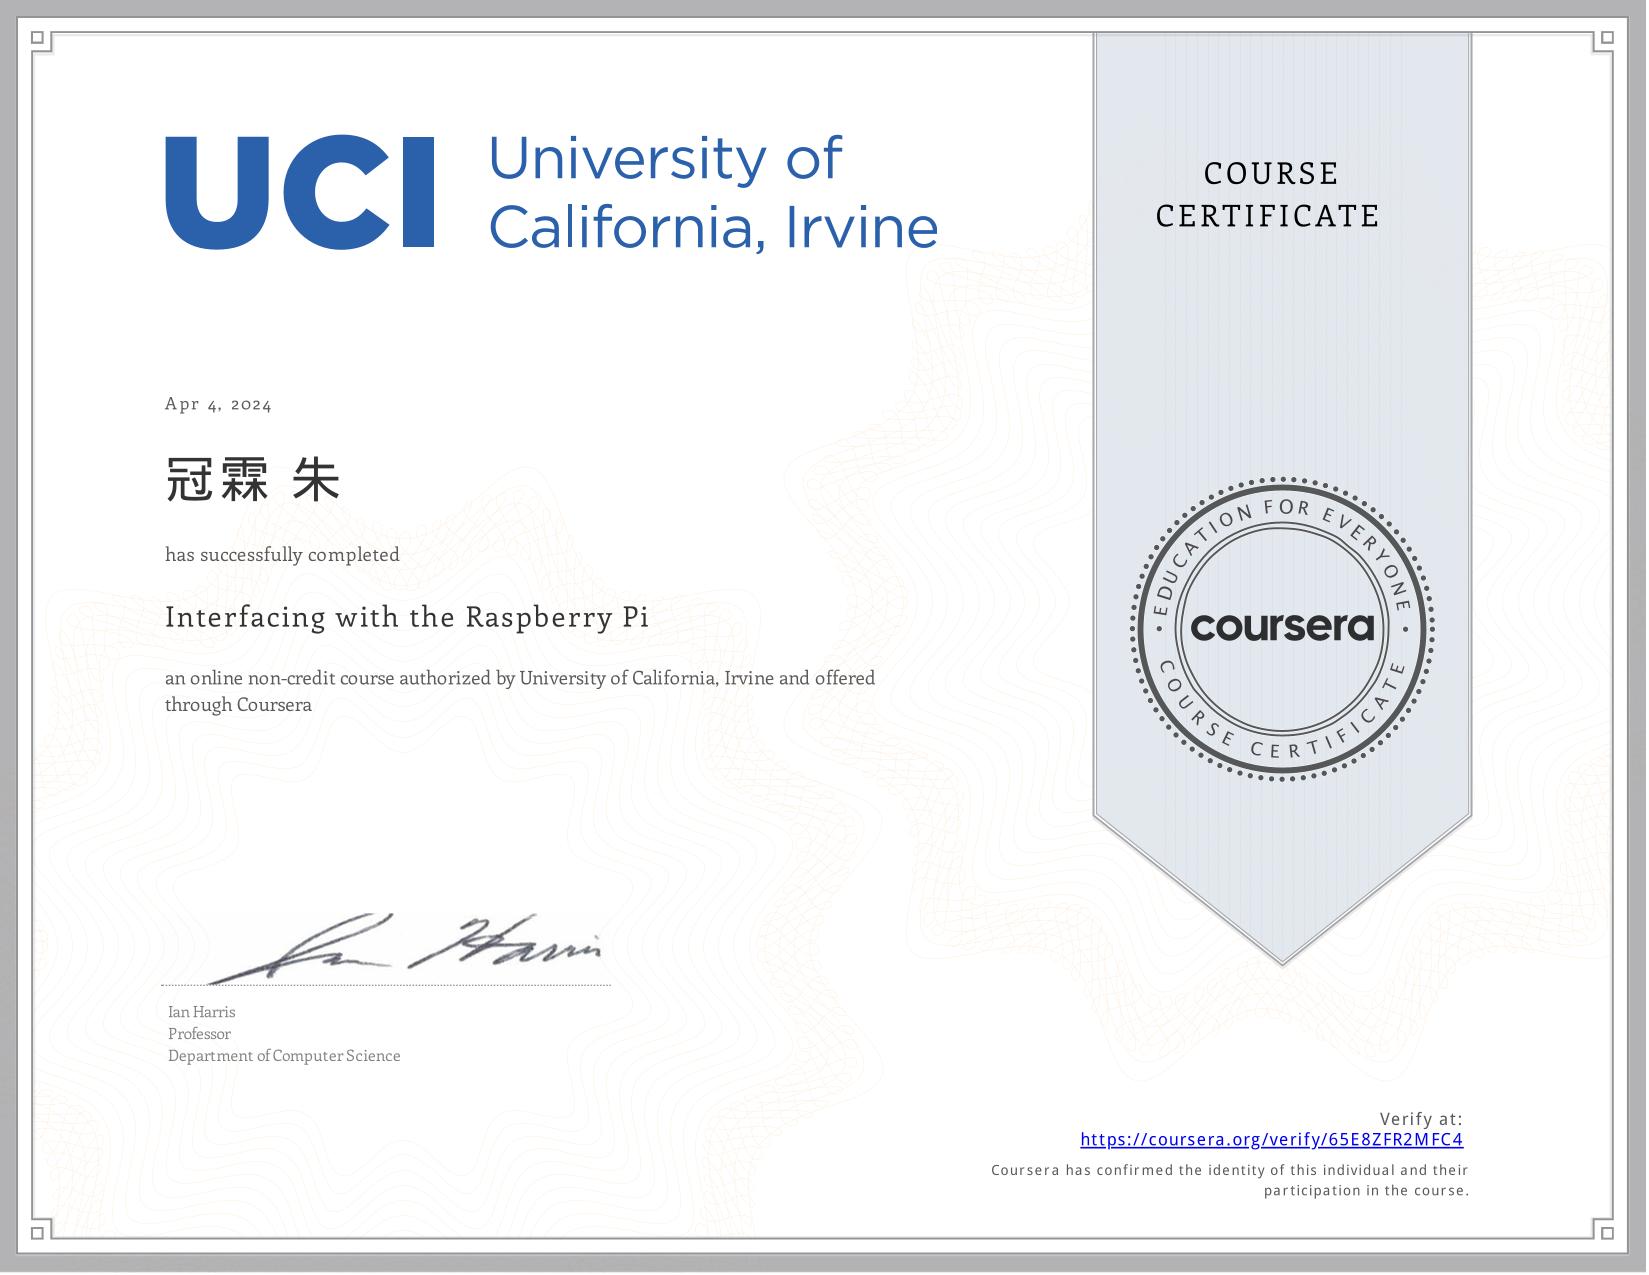 UCI University of
California, Irvine
COURSE
CERTIFICATE
Apr 4, 2024
冠霖 朱
has successfully completed
Interfacing with the Raspberry Pi
an online non-credit course authorized by University of California, Irvine and offered
through Coursera
EDUCATION FOR EVERYONE
coursera
COURSE CERTIFICATE
Ian Harris
Ian Harris
Professor
Department of Computer Science
Verify at:
https://coursera.org/verify/65E8ZFR2MFC4
Coursera has confirmed the identity of this individual and their
participation in the course.